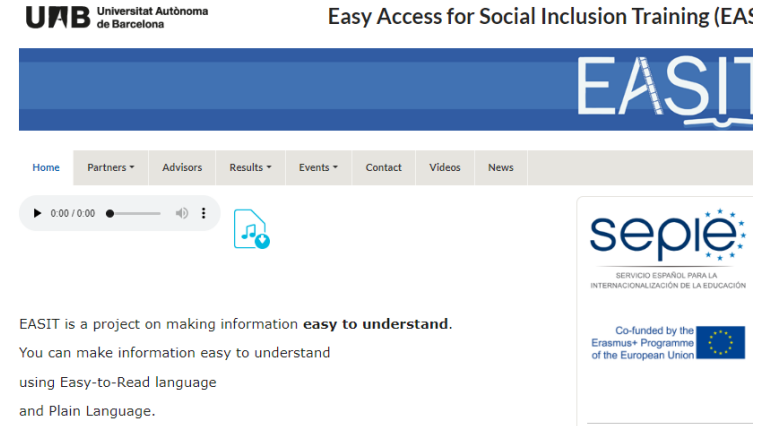 UAB Universitat Autònoma
de Barcelona
Easy Access for Social Inclusion Training (EAS
EASIT
Home Partners Advisors Results Events Contact Videos News
0:00 / 0:00
sepie
SERVICIO ESPAÑOL PARA LA
INTERNACIONALIZACIÓN DE LA EDUCACIÓN
Co-funded by the
Erasmus+ Programme
of the European Union
EASIT is a project on making information easy to understand.
You can make information easy to understand
using Easy-to-Read language
and Plain Language.